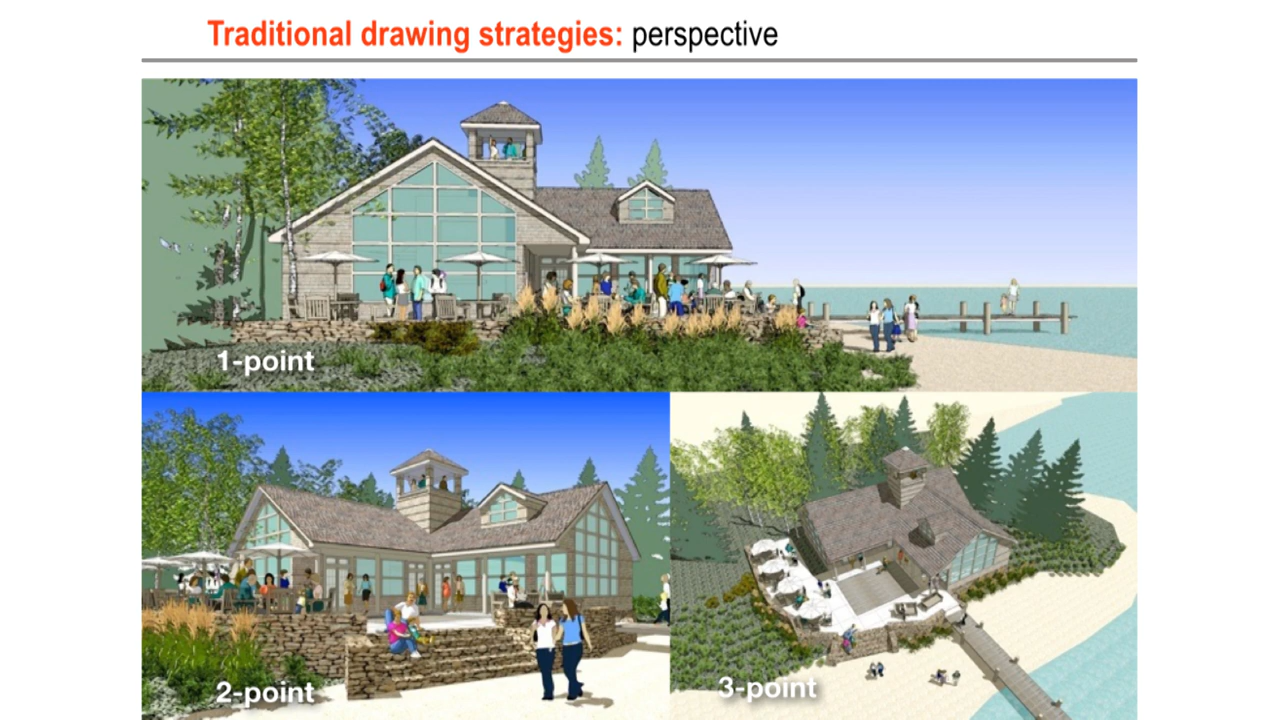 Traditional drawing strategies: perspective
1-point
2-point
3-point